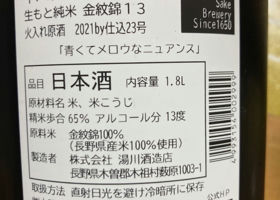 生もと純米 金紋錦13
火入れ原酒 2021by仕込23号
「青くてメロウなニュアンス」
Sake
Brewery
Since1650
品目 日本酒 内容量 1.8L
原材料名 米、米こうじ
精米歩合 65% アルコール分 13度
原料米 金紋錦100%
(長野県産米100%使用)
製造者 株式会社 湯川酒造店
長野県木曽郡木祖村薮原1003-1
取扱方法 直射日光を避け冷暗所に保存
公式HP
4993154002999